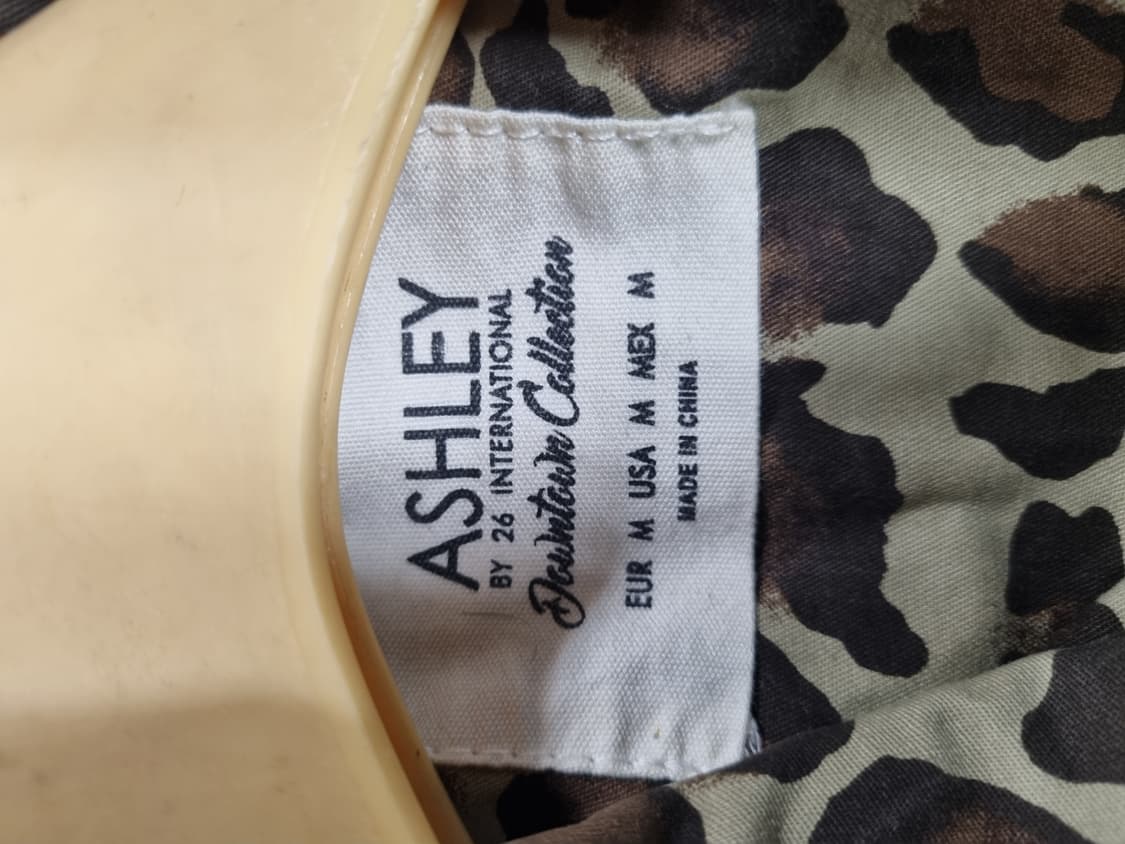 ASHLEY
BY 26 INTERNATIONAL
Downtown Collection
EUR M USA M MEX M
MADE IN CHINA